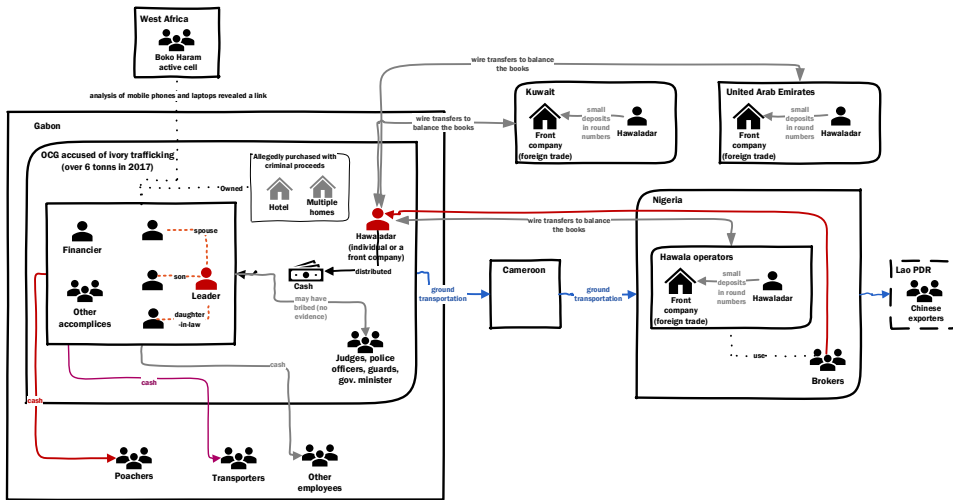 West Africa
Boko Haram
active cell
analysis of mobile phones and laptops revealed a link
Gabon
OCG accused of ivory trafficking
(over 6 tonns in 2017)
Allegedly purchased with
criminal proceeds
Owned
Hotel
Multiple
homes
Financier
Other
accomplices
spouse
son
daughter
-in-law
Leader
Hawaladar
(individual or a
front company)
distributed
Cash
may have
bribed (no
evidence)
Judges, police
officers, guards,
gov. minister
cash
cash
cash
Poachers
Transporters
Other
employees
wire transfers to balance
the books
wire transfers to
balance the books
Kuwait
Front
company
(foreign trade)
small
deposits
in round
numbers
Hawaladar
United Arab Emirates
Front
company
(foreign trade)
small
deposits
in round
numbers
Hawaladar
wire transfers to balance
the books
ground
transportation
Cameroon
ground
transportation
Nigeria
Hawala operators
Front
company
(foreign trade)
small
deposits
in round
numbers
Hawaladar
use
Brokers
Lao PDR
Chinese
exporters